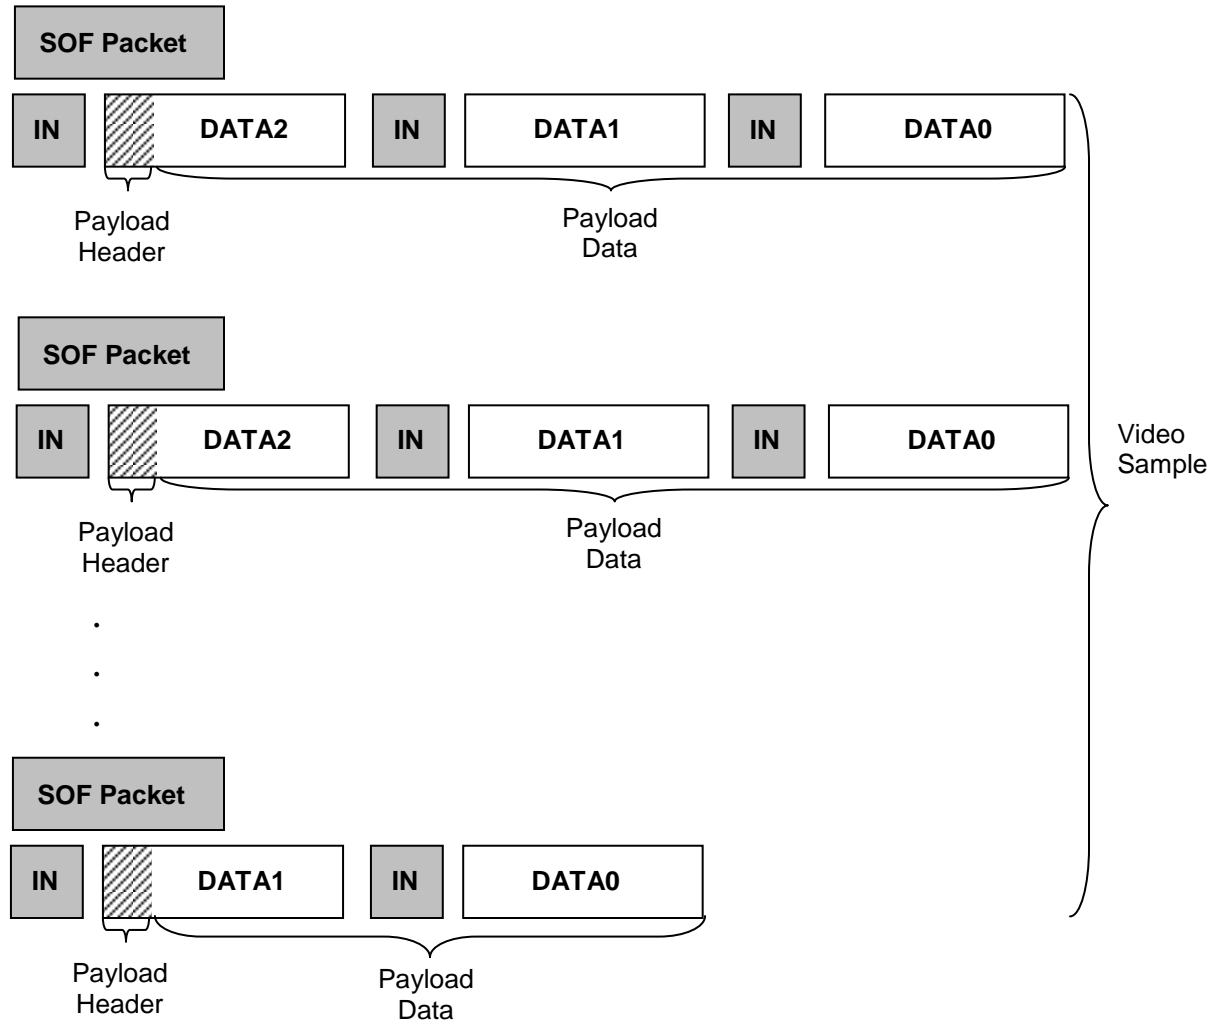 SOF Packet
IN DATA2 IN DATA1 IN DATA0
Payload
Header
Payload
Data
SOF Packet
IN DATA2 IN DATA1 IN DATA0
Payload
Header
Payload
Data
Video
Sample
.
.
.
SOF Packet
IN DATA1 IN DATA0
Payload
Header
Payload
Data